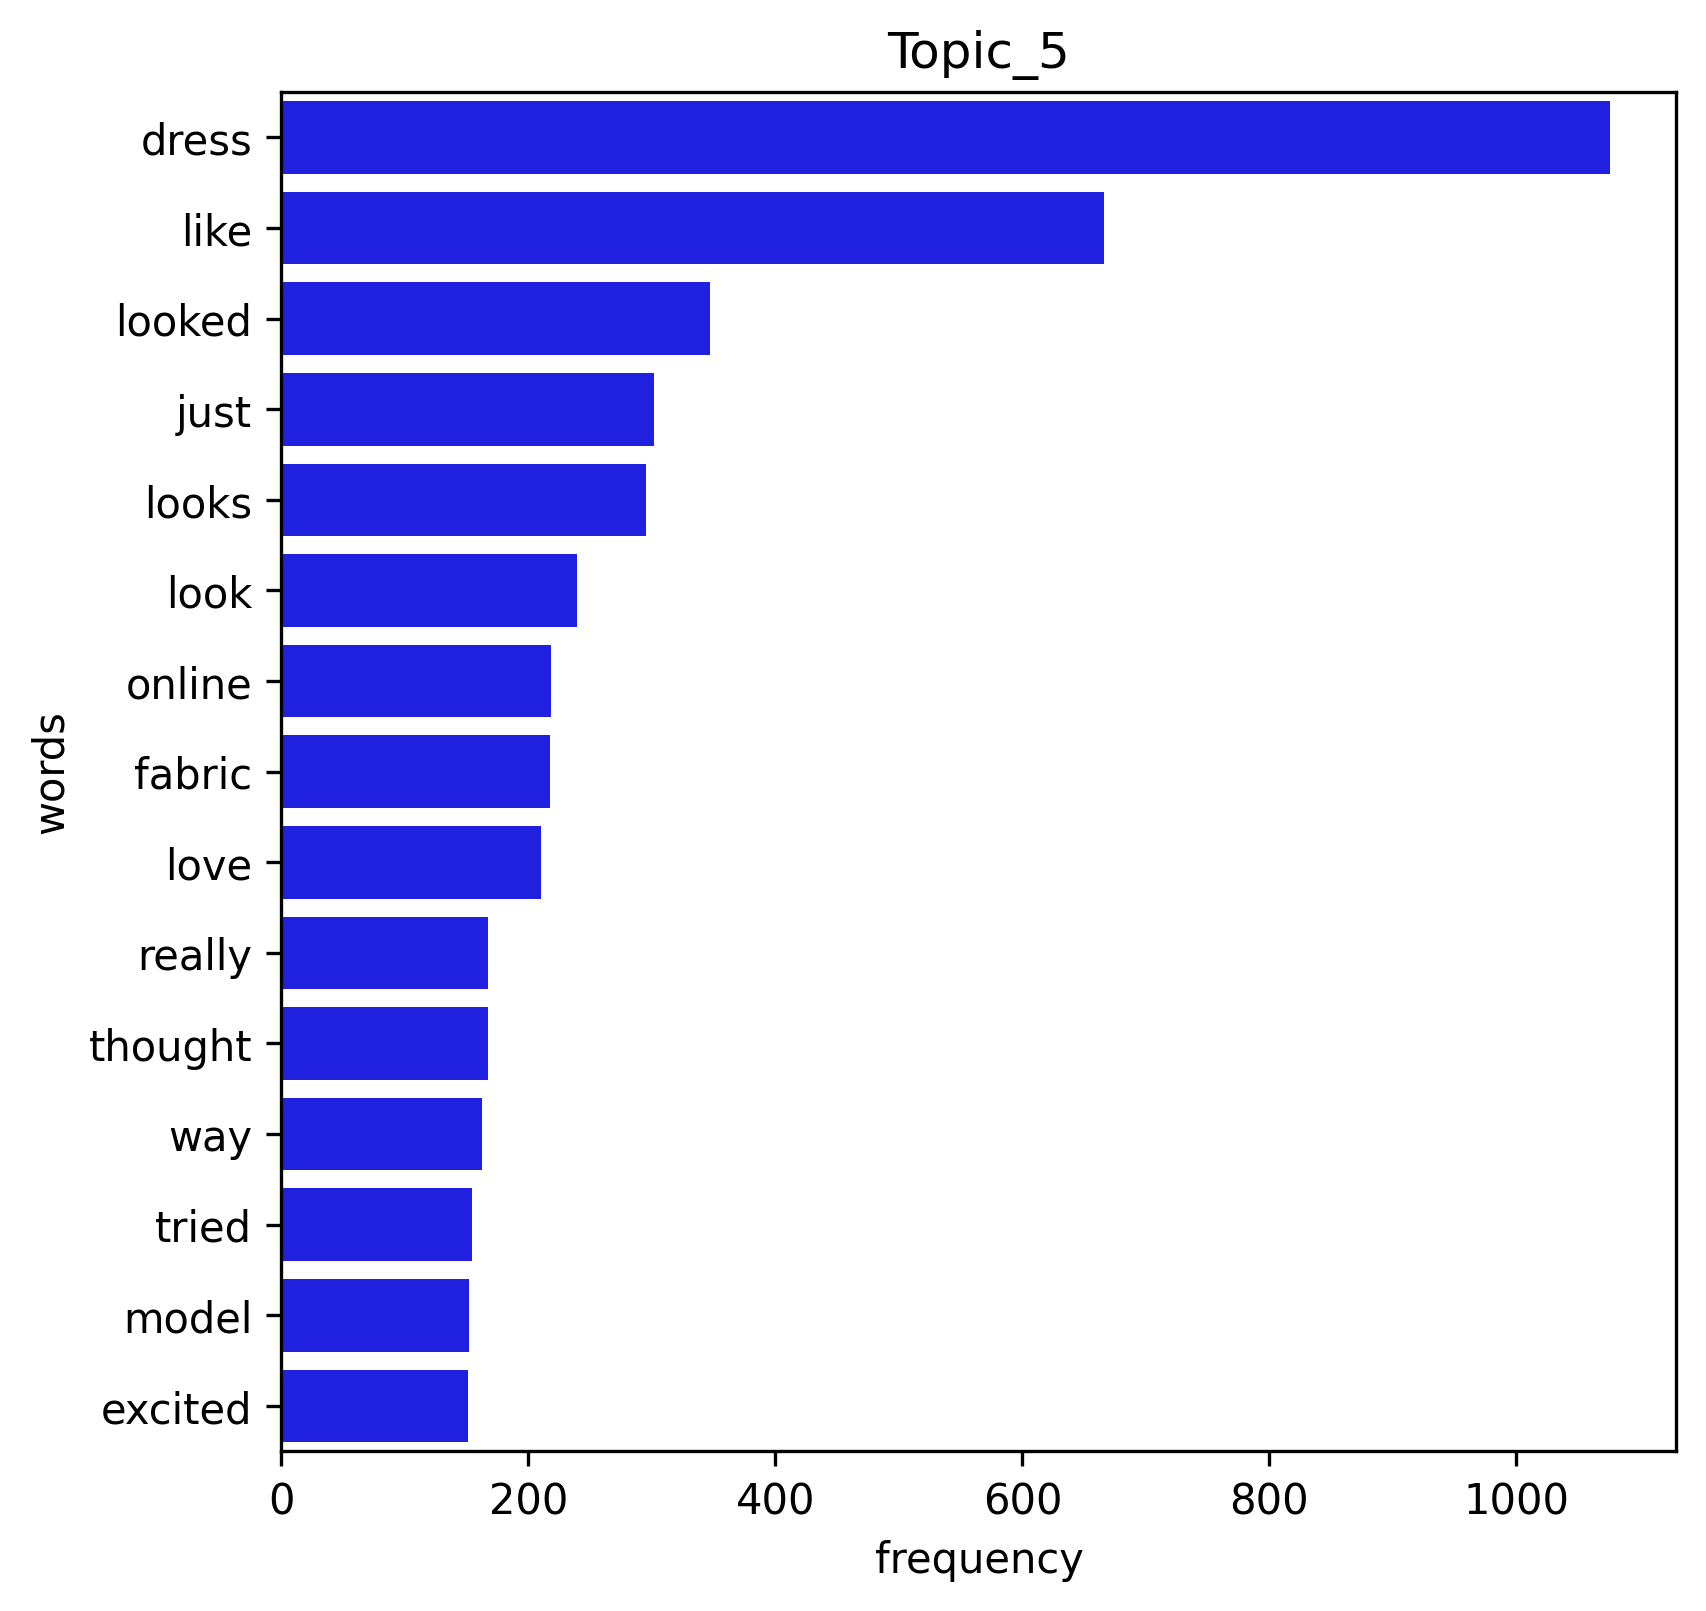 Topic_5
dress
like
looked
just
looks
look
online
fabric
love
really
thought
way
tried
model
excited
words
0 200 400 600 800 1000
frequency